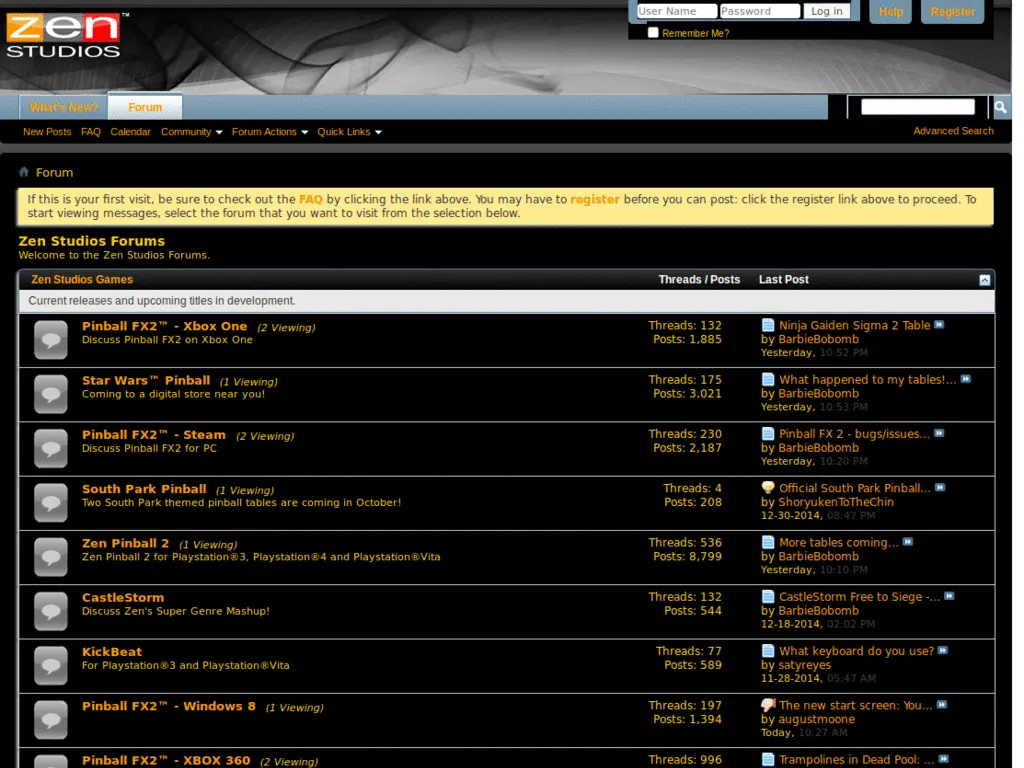 zen™
STUDIOS
User Name
Password
Log in
Help
Register
Remember Me?
What's New?
Forum
New Posts FAQ Calendar Community Forum Actions Quick Links
Advanced Search
Forum
If this is your first visit, be sure to check out the FAQ by clicking the link above. You may have to register before you can post: click the register link above to proceed. To
start viewing messages, select the forum that you want to visit from the selection below.
Zen Studios Forums
Welcome to the Zen Studios Forums.
Zen Studios Games Threads / Posts Last Post
Current releases and upcoming titles in development.
Pinball FX2™ - Xbox One (2 Viewing)
Discuss Pinball FX2 on Xbox One
Threads: 132
Posts: 1,885
Ninja Gaiden Sigma 2 Table
by BarbieBobomb
Yesterday, 10:52 PM
Star Wars™ Pinball (1 Viewing)
Coming to a digital store near you!
Threads: 175
Posts: 3,021
What happened to my tables!...
by BarbieBobomb
Yesterday, 10:53 PM
Pinball FX2™ - Steam (2 Viewing)
Discuss Pinball FX2 for PC
Threads: 230
Posts: 2,187
Pinball FX 2 - bugs/issues...
by BarbieBobomb
Yesterday, 10:20 PM
South Park Pinball (1 Viewing)
Two South Park themed pinball tables are coming in October!
Threads: 4
Posts: 208
Official South Park Pinball...
by ShoryukenToTheChin
12-30-2014, 08:47 PM
Zen Pinball 2 (1 Viewing)
Zen Pinball 2 for Playstation®3, Playstation®4 and Playstation®Vita
Threads: 536
Posts: 8,799
More tables coming...
by BarbieBobomb
Yesterday, 10:10 PM
CastleStorm
Discuss Zen's Super Genre Mashup!
Threads: 132
Posts: 544
CastleStorm Free to Siege -...
by BarbieBobomb
12-18-2014, 02:02 PM
KickBeat
For Playstation®3 and Playstation®Vita
Threads: 77
Posts: 589
What keyboard do you use?
by satyreyes
11-28-2014, 05:47 AM
Pinball FX2™ - Windows 8 (1 Viewing)
Threads: 197
Posts: 1,394
The new start screen: You...
by augustmoone
Today, 10:27 AM
Pinball FX2™ - XBOX 360 (2 Viewing)
Threads: 996
Trampolines in Dead Pool: ...